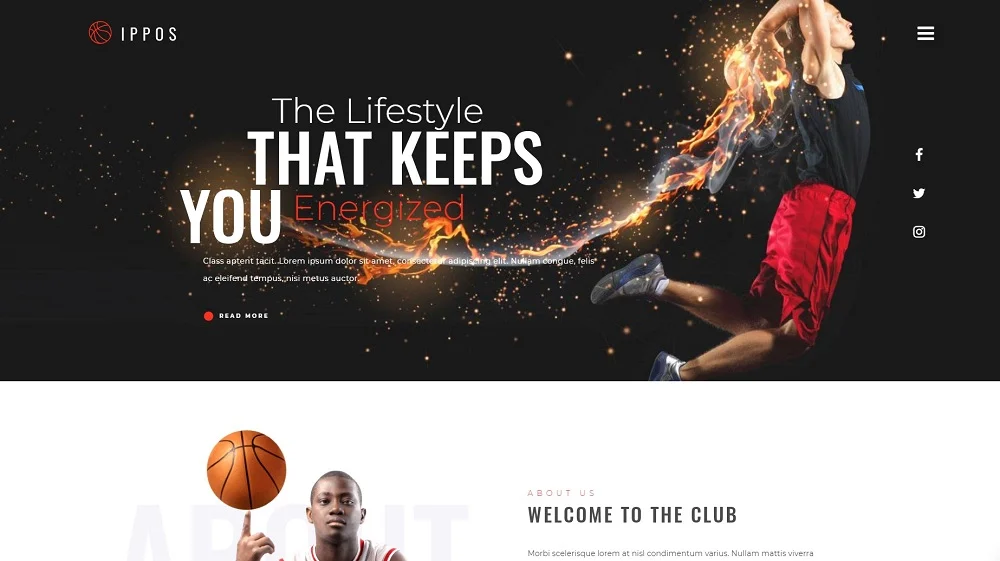 IPPOS
The Lifestyle
THAT KEEPS
YOU Energized
Class aptent tacit. Lorem ipsum dolor sit amet, consectetur adipiscing elit. Nullam congue, felis
ac eleifend tempus, nisi metus auctor.
READ MORE
ABOUT
ABOUT US
WELCOME TO THE CLUB
Morbi scelerisque lorem at nisl condimentum varius. Nullam mattis viverra